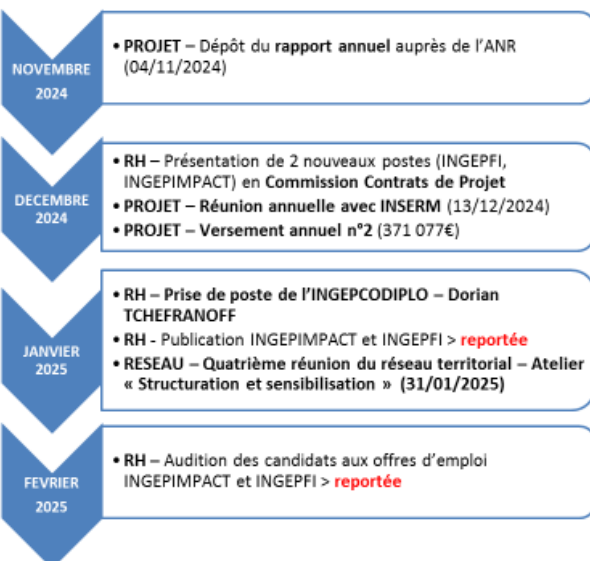 NOVEMBRE
2024
• PROJET – Dépôt du rapport annuel auprès de l'ANR
(04/11/2024)
DECEMBRE
2024
• RH – Présentation de 2 nouveaux postes (INGEPFI,
INGEPIMPACT) en Commission Contrats de Projet
• PROJET – Réunion annuelle avec INSERM (13/12/2024)
• PROJET – Versement annuel n°2 (371 077€)
JANVIER
2025
• RH – Prise de poste de l'INGEPCODIPLO – Dorian
TCHEFRANOFF
• RH - Publication INGEPIMPACT et INGEPFI > reportée
• RESEAU – Quatrième réunion du réseau territorial – Atelier
« Structuration et sensibilisation » (31/01/2025)
FEVRIER
2025
• RH – Audition des candidats aux offres d'emploi
INGEPIMPACT et INGEPFI > reportée